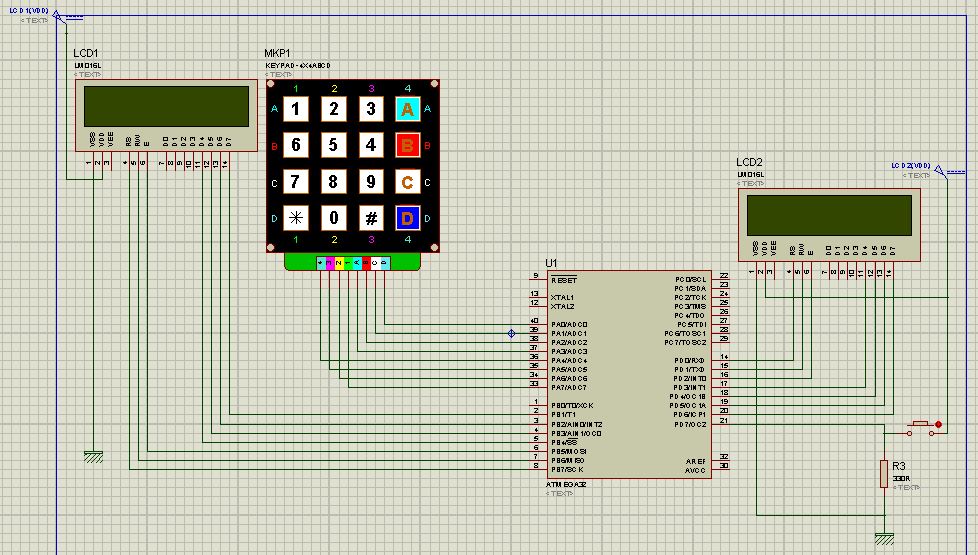 LCD1(VDD)
<TEXT>
LCD1
LM016L
<TEXT>
VSS VDD VEE RS RW E D0 D1 D2 D3 D4 D5 D6 D7
1 2 3 4 5 6 7 8 9 10 11 12 13 14
MKP1
KEYPAD-4X4ABCD
<TEXT>
1 2 3 4
A 1 2 3 A A
B 6 5 4 B B
C 7 8 9 C C
D * 0 # D D
1 2 3 4
4 3 2 1 A B C D
LCD2
LM016L
<TEXT>
LCD2(VDD)
<TEXT>
VSS VDD VEE RS RW E D0 D1 D2 D3 D4 D5 D6 D7
1 2 3 4 5 6 7 8 9 10 11 12 13 14
U1
9 RESET
13 XTAL1
12 XTAL2
40 PA0/ADC0
39 PA1/ADC1
38 PA2/ADC2
37 PA3/ADC3
36 PA4/ADC4
35 PA5/ADC5
34 PA6/ADC6
33 PA7/ADC7
1 PB0/T0/XCK
2 PB1/T1
3 PB2/AIN0/INT2
4 PB3/AIN1/OC0
5 PB4/SS
6 PB5/MOSI
7 PB6/MISO
8 PB7/SCK
PC0/SCL 22
PC1/SDA 23
PC2/TCK 24
PC3/TMS 25
PC4/TDO 26
PC5/TDI 27
PC6/TOSC1 28
PC7/TOSC2 29
PD0/RXD 14
PD1/TXD 15
PD2/INT0 16
PD3/INT1 17
PD4/OC1B 18
PD5/OC1A 19
PD6/ICP1 20
PD7/OC2 21
AREF 32
AVCC 30
ATMEGA32
<TEXT>
R3
330R
<TEXT>